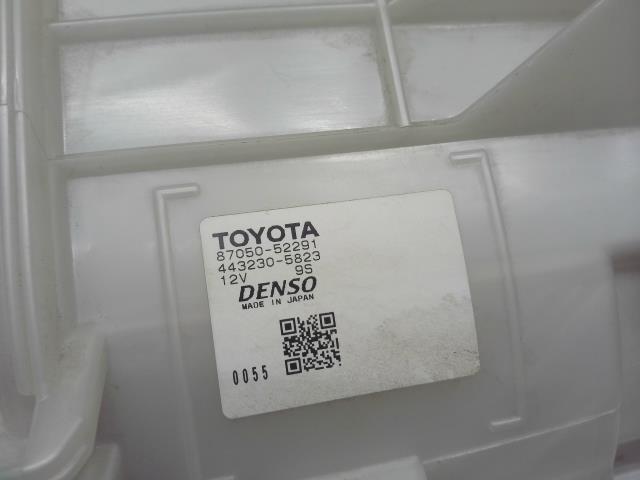 TOYOTA
87050-52291
443230-5823
12V 9S
DENSO
MADE IN JAPAN
0055